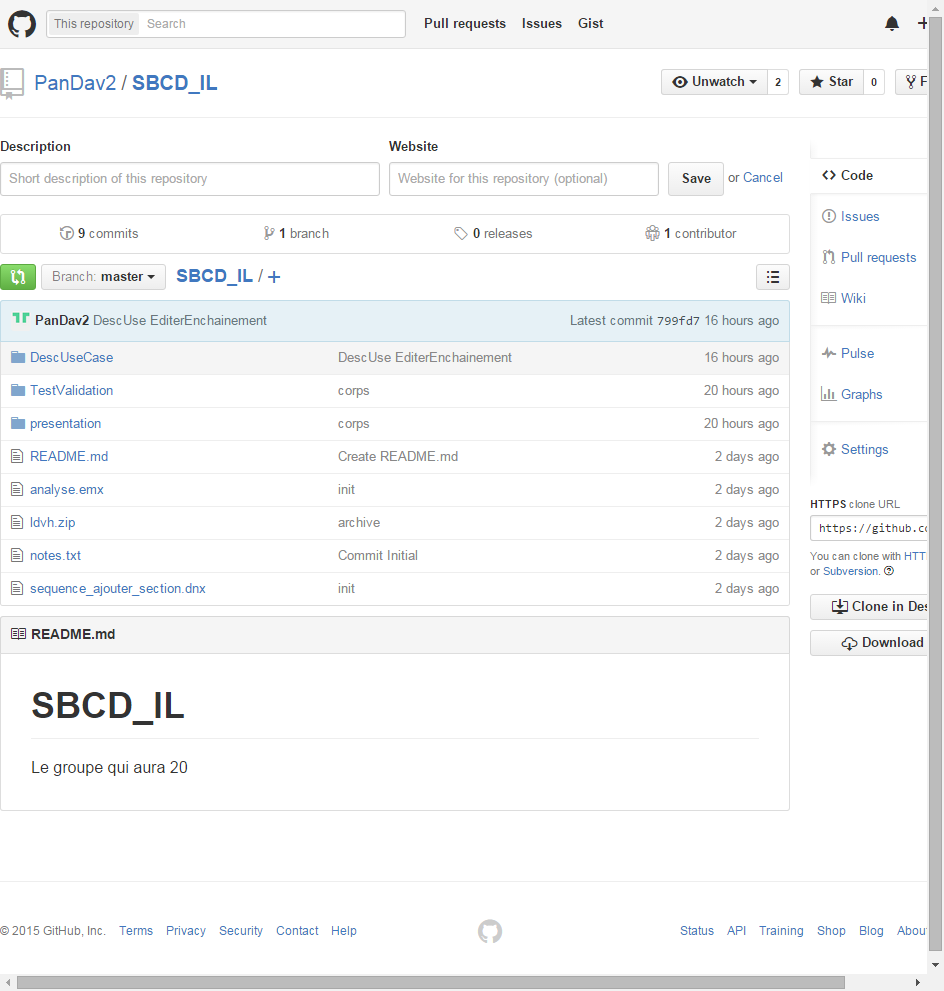 This repository Search Pull requests Issues Gist
PanDav2 / SBCD_IL Unwatch 2 Star 0
Description Website
Short description of this repository Website for this repository (optional) Save or Cancel
9 commits 1 branch 0 releases 1 contributor
Branch: master SBCD_IL / +
PanDav2 DescUse EditerEnchainement Latest commit 799fd7 16 hours ago
DescUseCase DescUse EditerEnchainement 16 hours ago
TestValidation corps 20 hours ago
presentation corps 20 hours ago
README.md Create README.md 2 days ago
analyse.emx init 2 days ago
ldvh.zip archive 2 days ago
notes.txt Commit Initial 2 days ago
sequence_ajouter_section.dnx init 2 days ago
README.md
SBCD_IL
Le groupe qui aura 20
Code
Issues
Pull requests
Wiki
Pulse
Graphs
Settings
HTTPS clone URL
https://github.c
You can clone with HTT
or Subversion.
Clone in Des
Download
© 2015 GitHub, Inc. Terms Privacy Security Contact Help Status API Training Shop Blog About